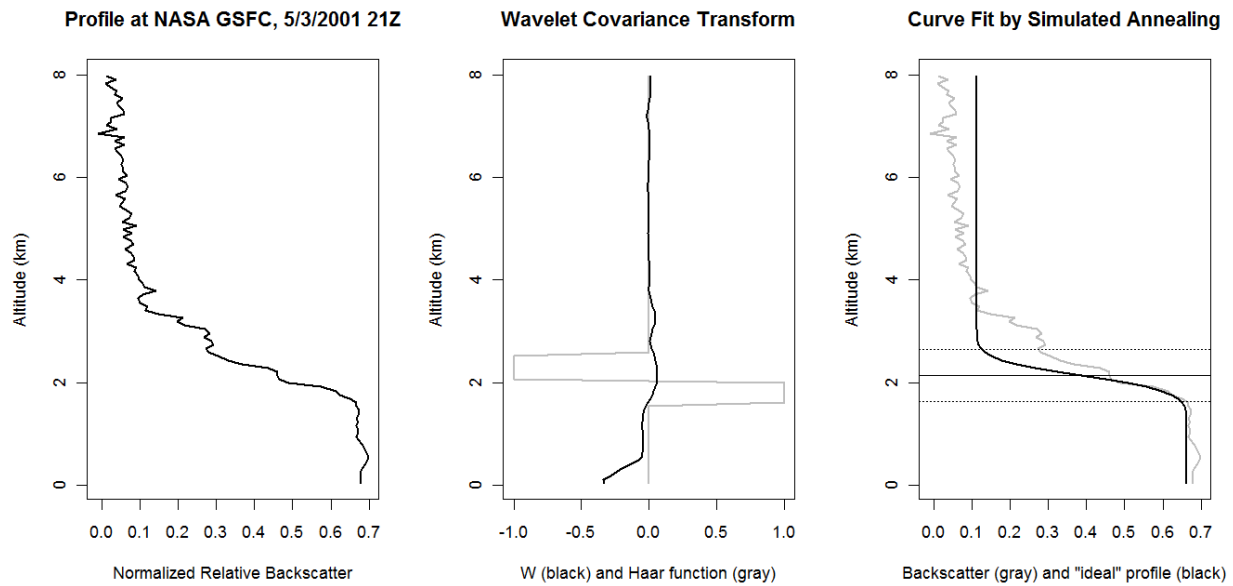 Profile at NASA GSFC, 5/3/2001 21Z
Altitude (km)
8
6
4
2
0
0.0 0.1 0.2 0.3 0.4 0.5 0.6 0.7
Normalized Relative Backscatter
Wavelet Covariance Transform
Altitude (km)
8
6
4
2
0
-1.0 -0.5 0.0 0.5 1.0
W (black) and Haar function (gray)
Curve Fit by Simulated Annealing
Altitude (km)
8
6
4
2
0
0.0 0.1 0.2 0.3 0.4 0.5 0.6 0.7
Backscatter (gray) and "ideal" profile (black)